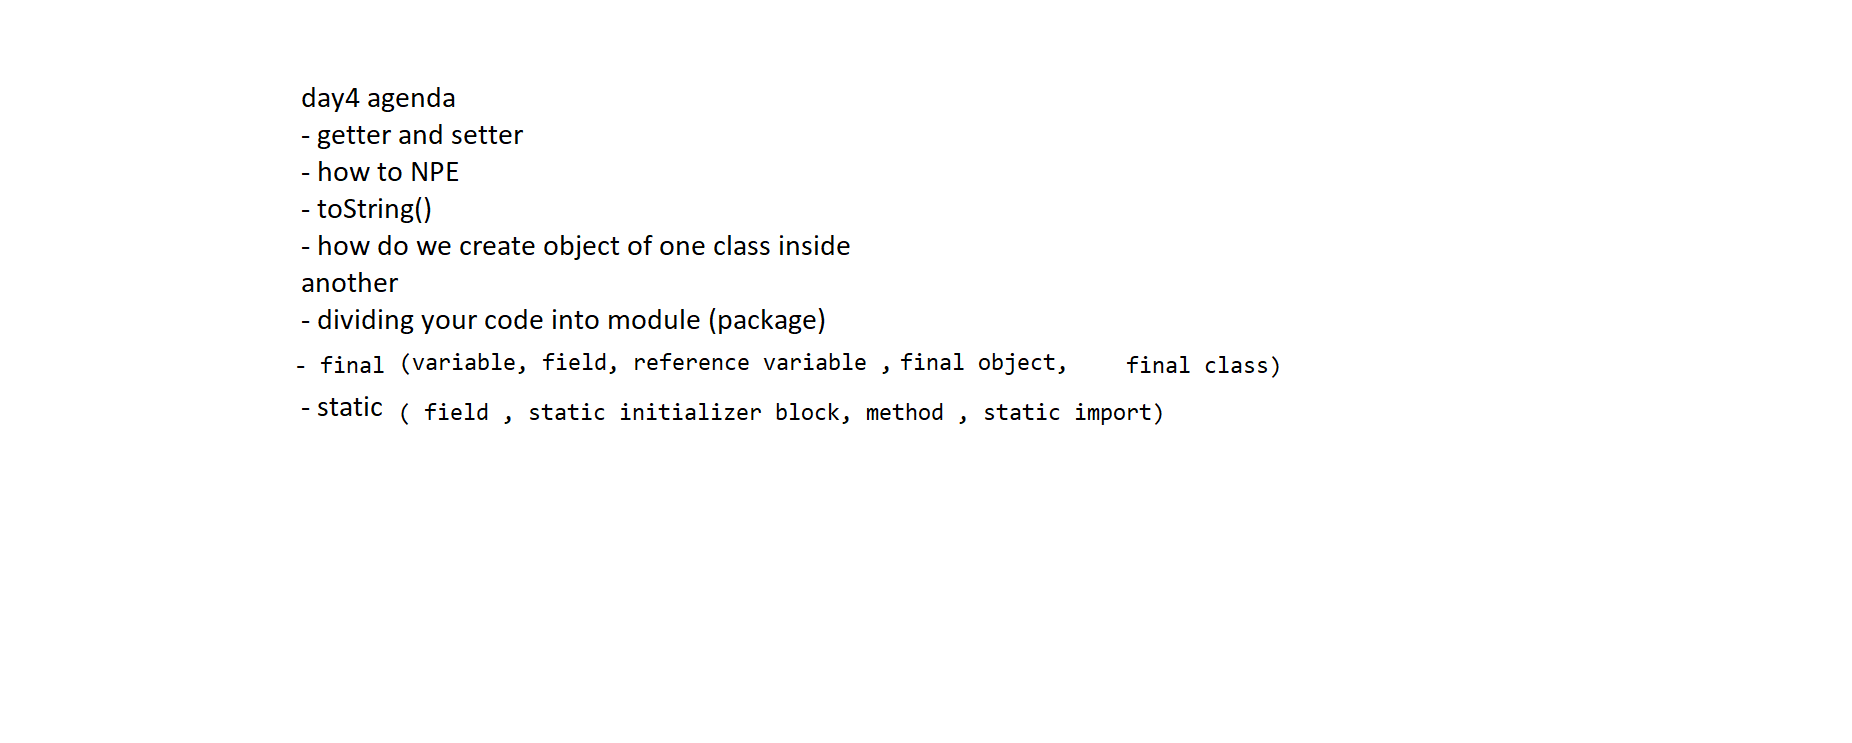 day4 agenda
- getter and setter
- how to NPE
- toString()
- how do we create object of one class inside
another
- dividing your code into module (package)
- final (variable, field, reference variable , final object, final class)
- static ( field , static initializer block, method , static import)